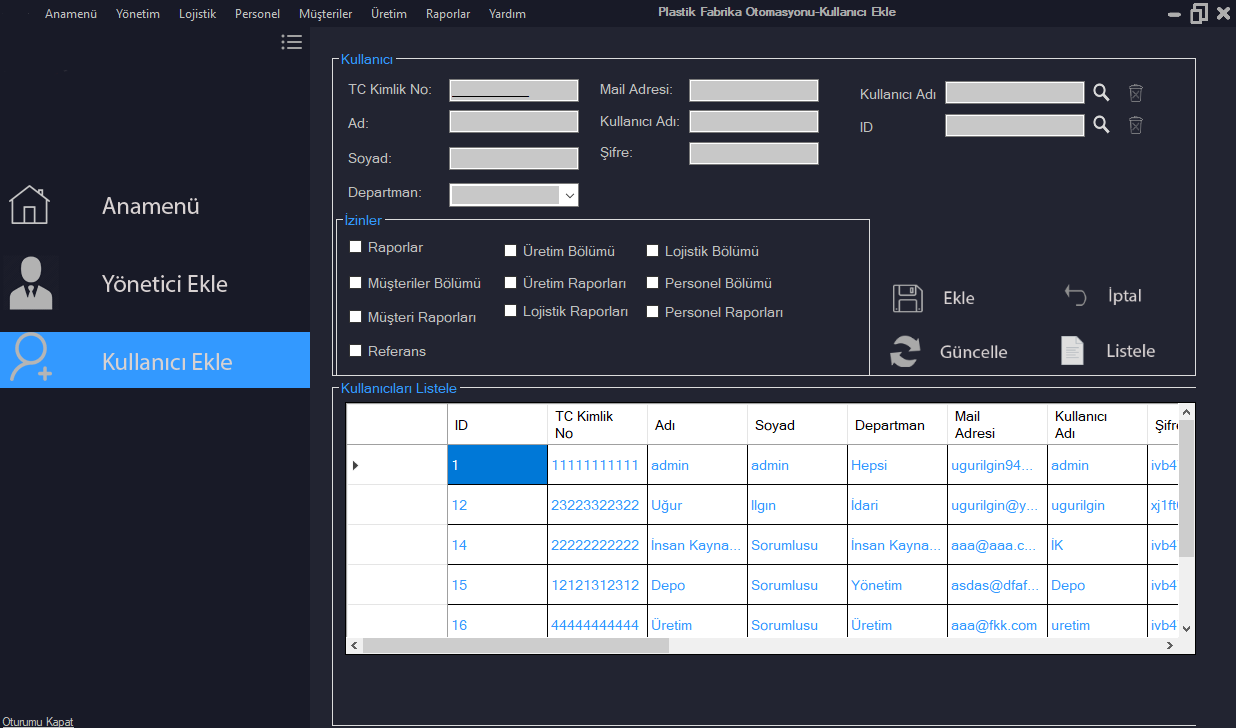 Anamenü Yönetim Lojistik Personel Müşteriler Üretim Raporlar Yardım
Plastik Fabrika Otomasyonu-Kullanıcı Ekle
Anamenü
Yönetici Ekle
Kullanıcı Ekle
Oturumu Kapat
Kullanıcı
TC Kimlik No: Mail Adresi: Kullanıcı Adı
Ad: Kullanıcı Adı: ID
Soyad: Şifre:
Departman:
İzinler
Raporlar Üretim Bölümü Lojistik Bölümü
Müşteriler Bölümü Üretim Raporları Personel Bölümü
Müşteri Raporları Lojistik Raporları Personel Raporları
Referans
Ekle İptal
Güncelle Listele
Kullanıcıları Listele
ID TC Kimlik No Adı Soyad Departman Mail Adresi Kullanıcı Adı Şifre
1 11111111111 admin admin Hepsi ugurilgin94... admin ivb4
12 23223322322 Uğur Ilgın İdari ugurilgin@y... ugurilgin xj1ft
14 22222222222 İnsan Kayna... Sorumlusu İnsan Kayna... aaa@aaa.c... İK ivb4
15 12121312312 Depo Sorumlusu Yönetim asdas@dfaf... Depo ivb4
16 44444444444 Üretim Sorumlusu Üretim aaa@fkk.com uretim ivb4